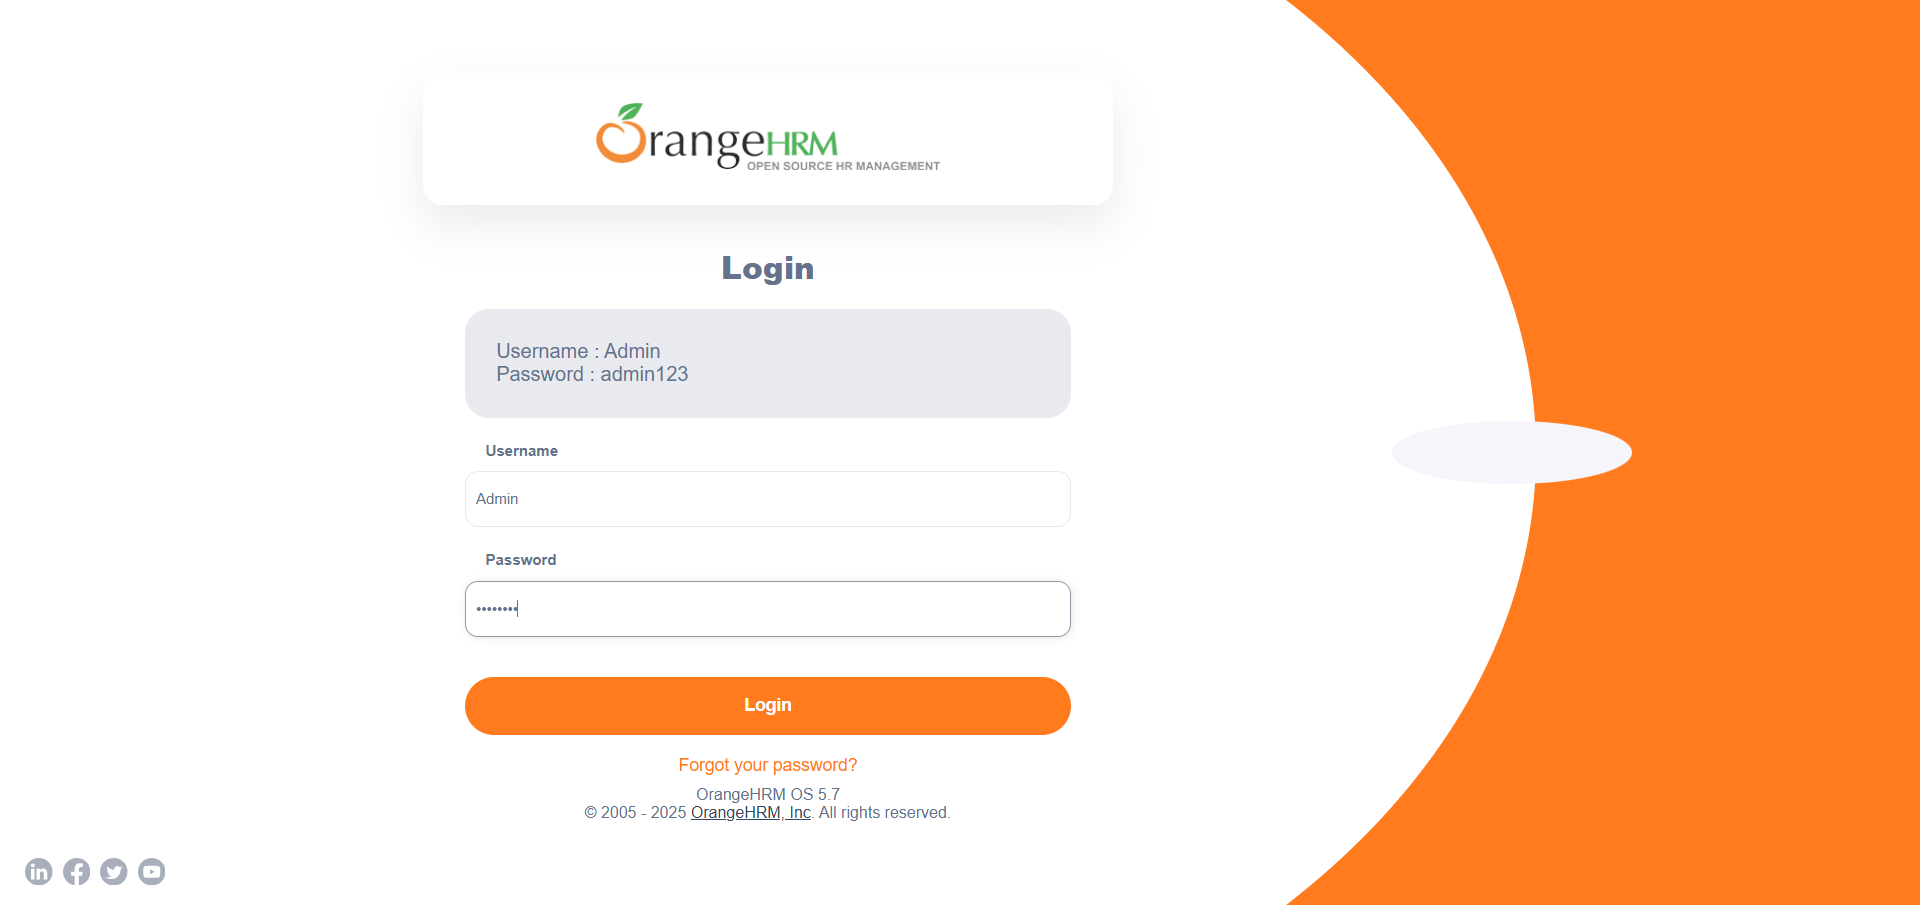 OrangeHRM
OPEN SOURCE HR MANAGEMENT
Login
Username : Admin
Password : admin123
Username
Admin
Password
••••••••
Login
Forgot your password?
OrangeHRM OS 5.7
© 2005 - 2025 OrangeHRM, Inc. All rights reserved.